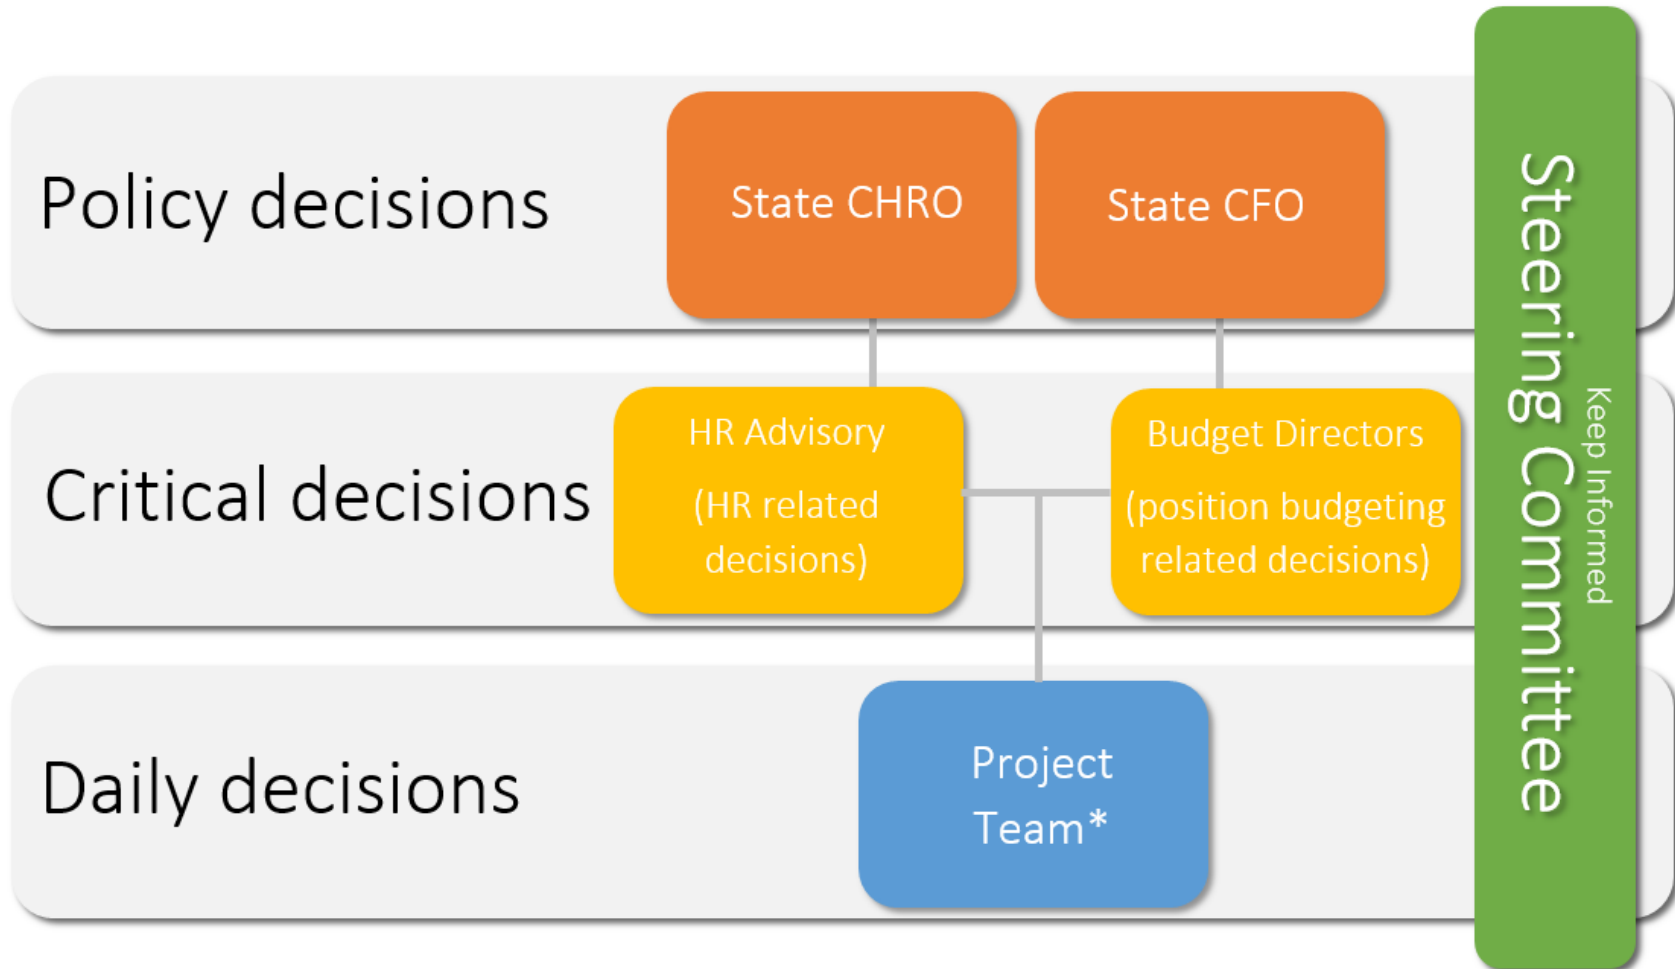 Policy decisions
State CHRO
State CFO
Critical decisions
HR Advisory
(HR related
decisions)
Budget Directors
(position budgeting
related decisions)
Daily decisions
Project
Team*
Steering Committee
Keep Informed